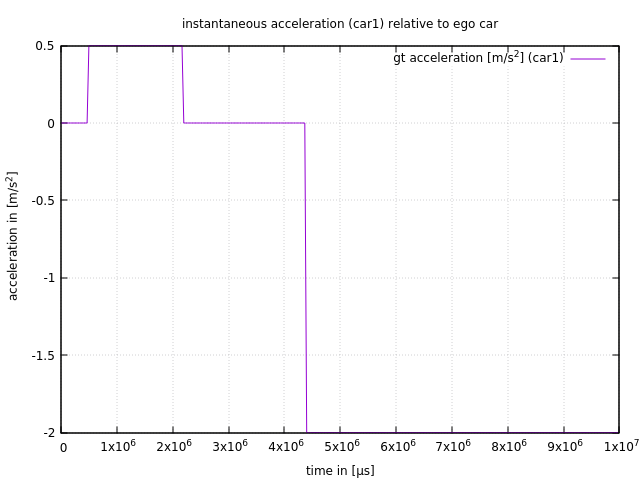 instantaneous acceleration (car1) relative to ego car
gt acceleration [m/s²] (car1)
acceleration in [m/s²]
0.5
0
-0.5
-1
-1.5
-2
0 1x10⁶ 2x10⁶ 3x10⁶ 4x10⁶ 5x10⁶ 6x10⁶ 7x10⁶ 8x10⁶ 9x10⁶ 1x10⁷
time in [µs]